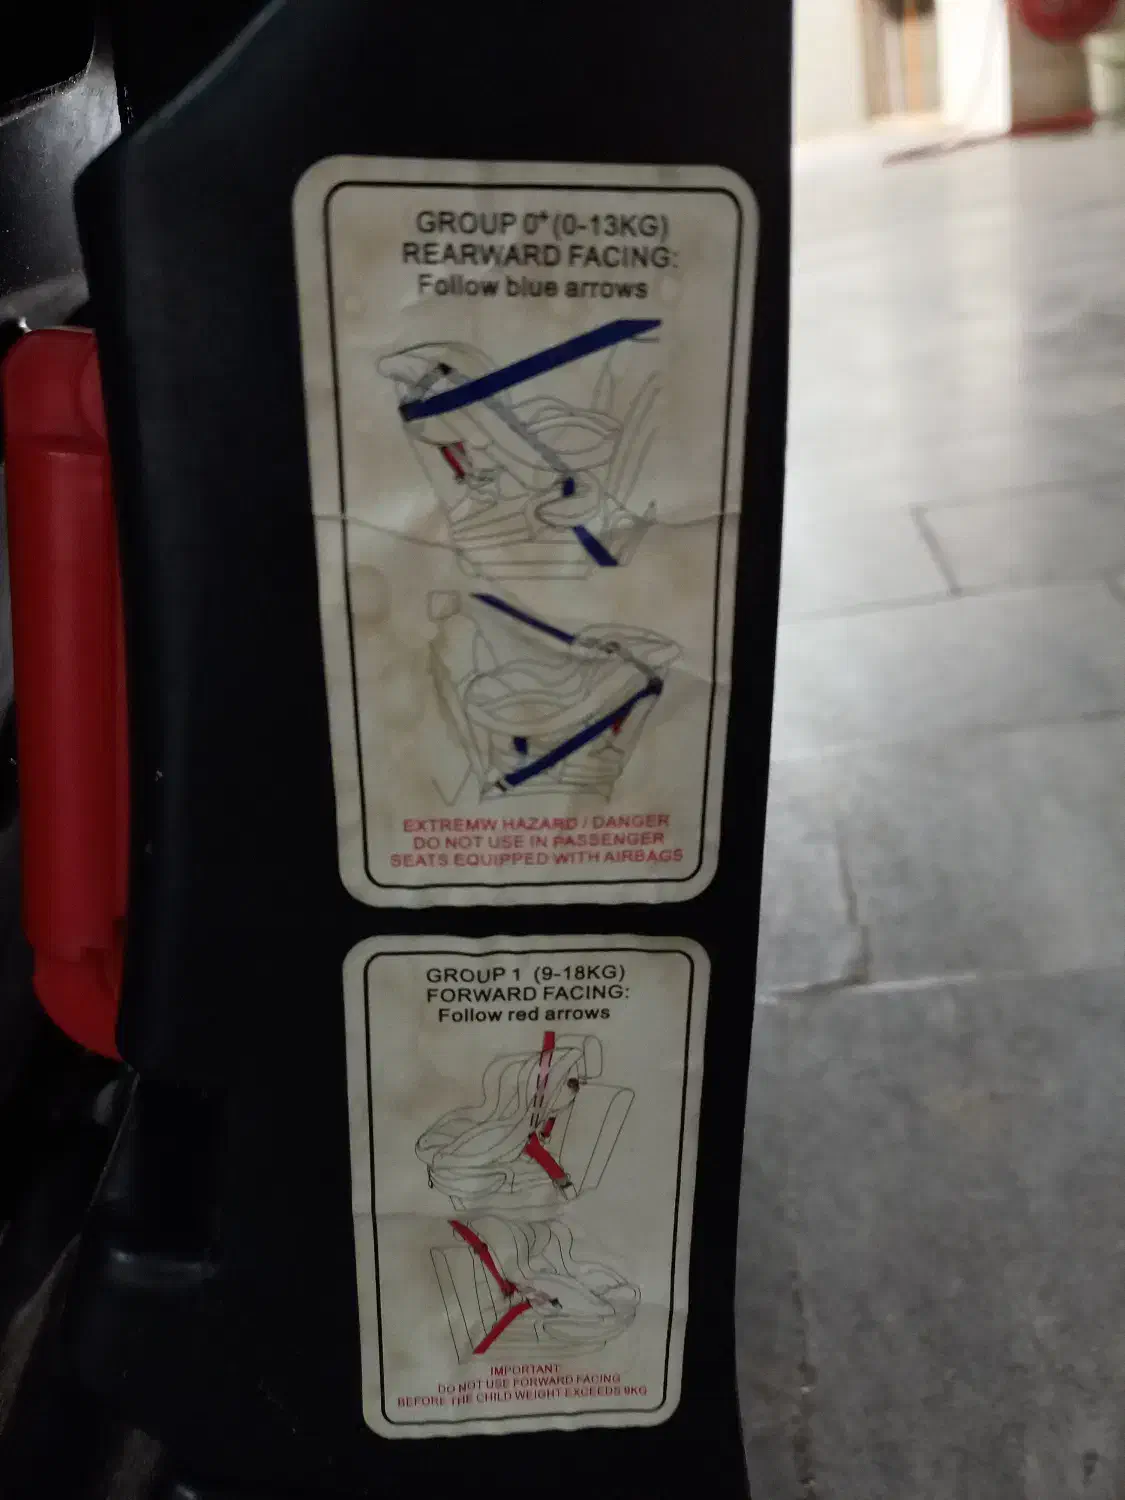 GROUP 0⁺(0-13KG)
REARWARD FACING:
Follow blue arrows
EXTREMW HAZARD / DANGER
DO NOT USE IN PASSENGER
SEATS EQUIPPED WITH AIRBAGS
GROUP 1 (9-18KG)
FORWARD FACING:
Follow red arrows
IMPORTANT
DO NOT USE FORWARD FACING
BEFORE THE CHILD WEIGHT EXCEEDS 9KG